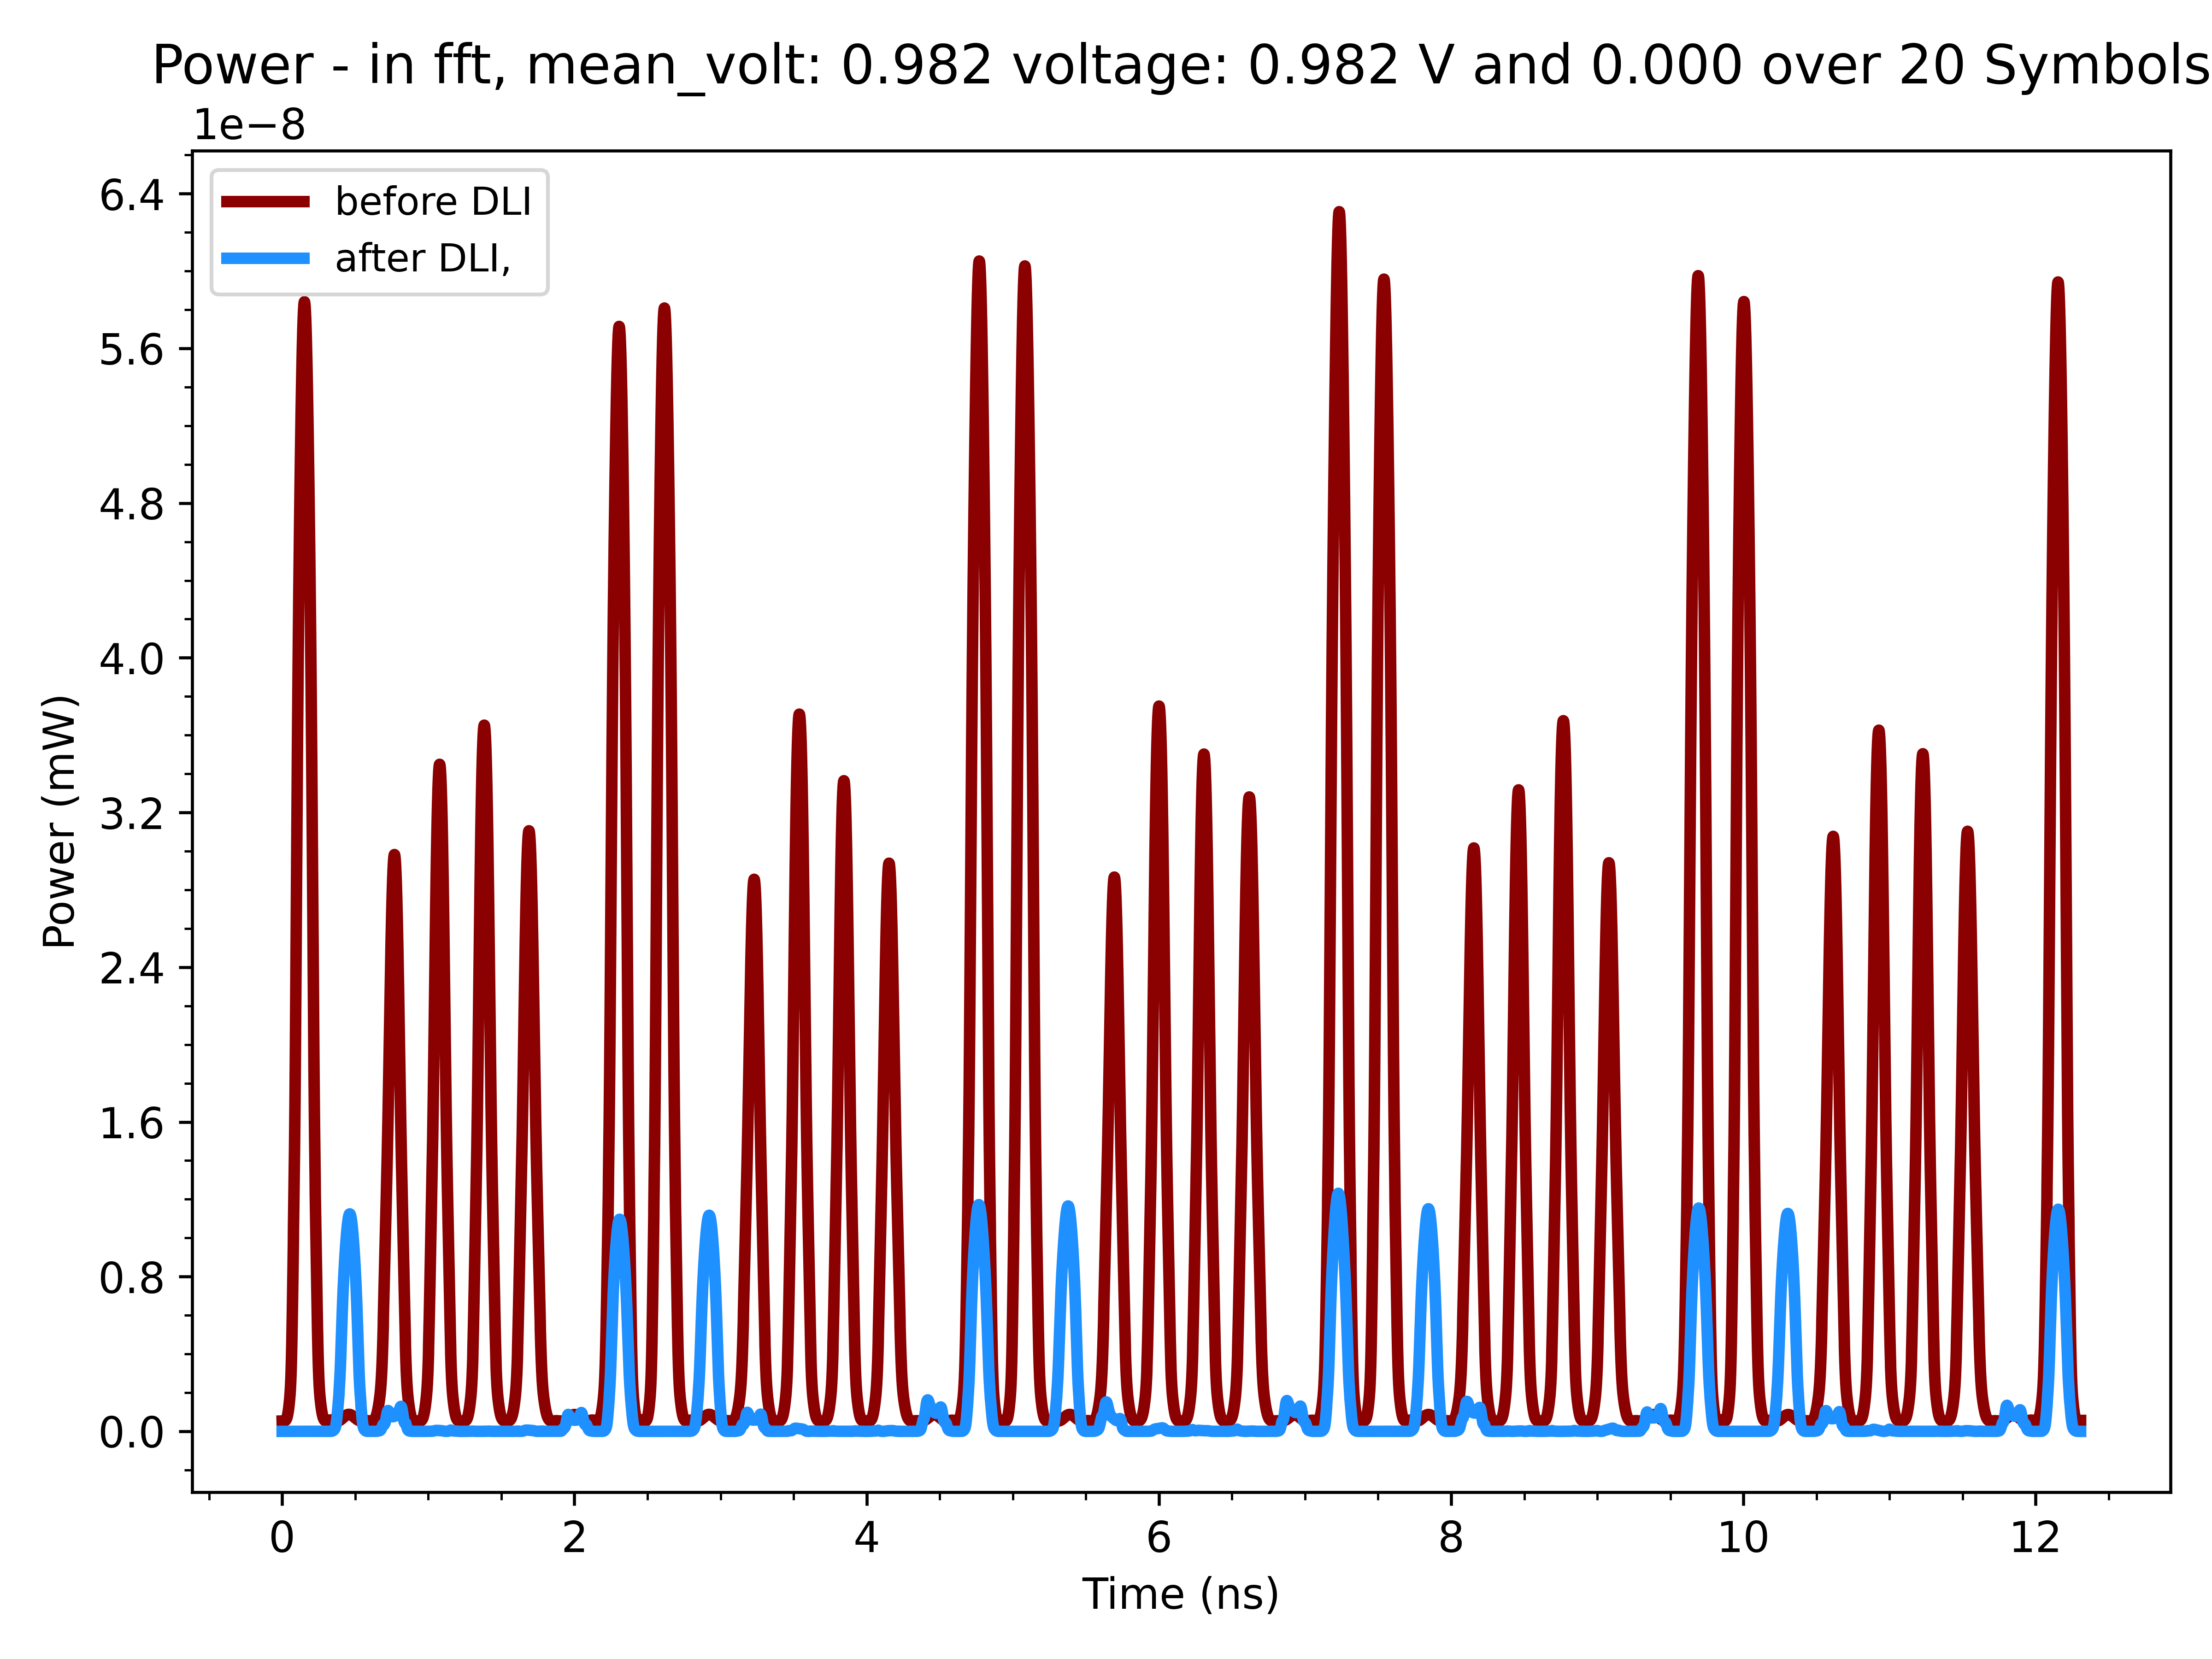 Power - in fft, mean_volt: 0.982 voltage: 0.982 V and 0.000 over 20 Symbols
1e−8
before DLI
after DLI,
6.4
5.6
4.8
4.0
3.2
2.4
1.6
0.8
0.0
Power (mW)
0 2 4 6 8 10 12
Time (ns)